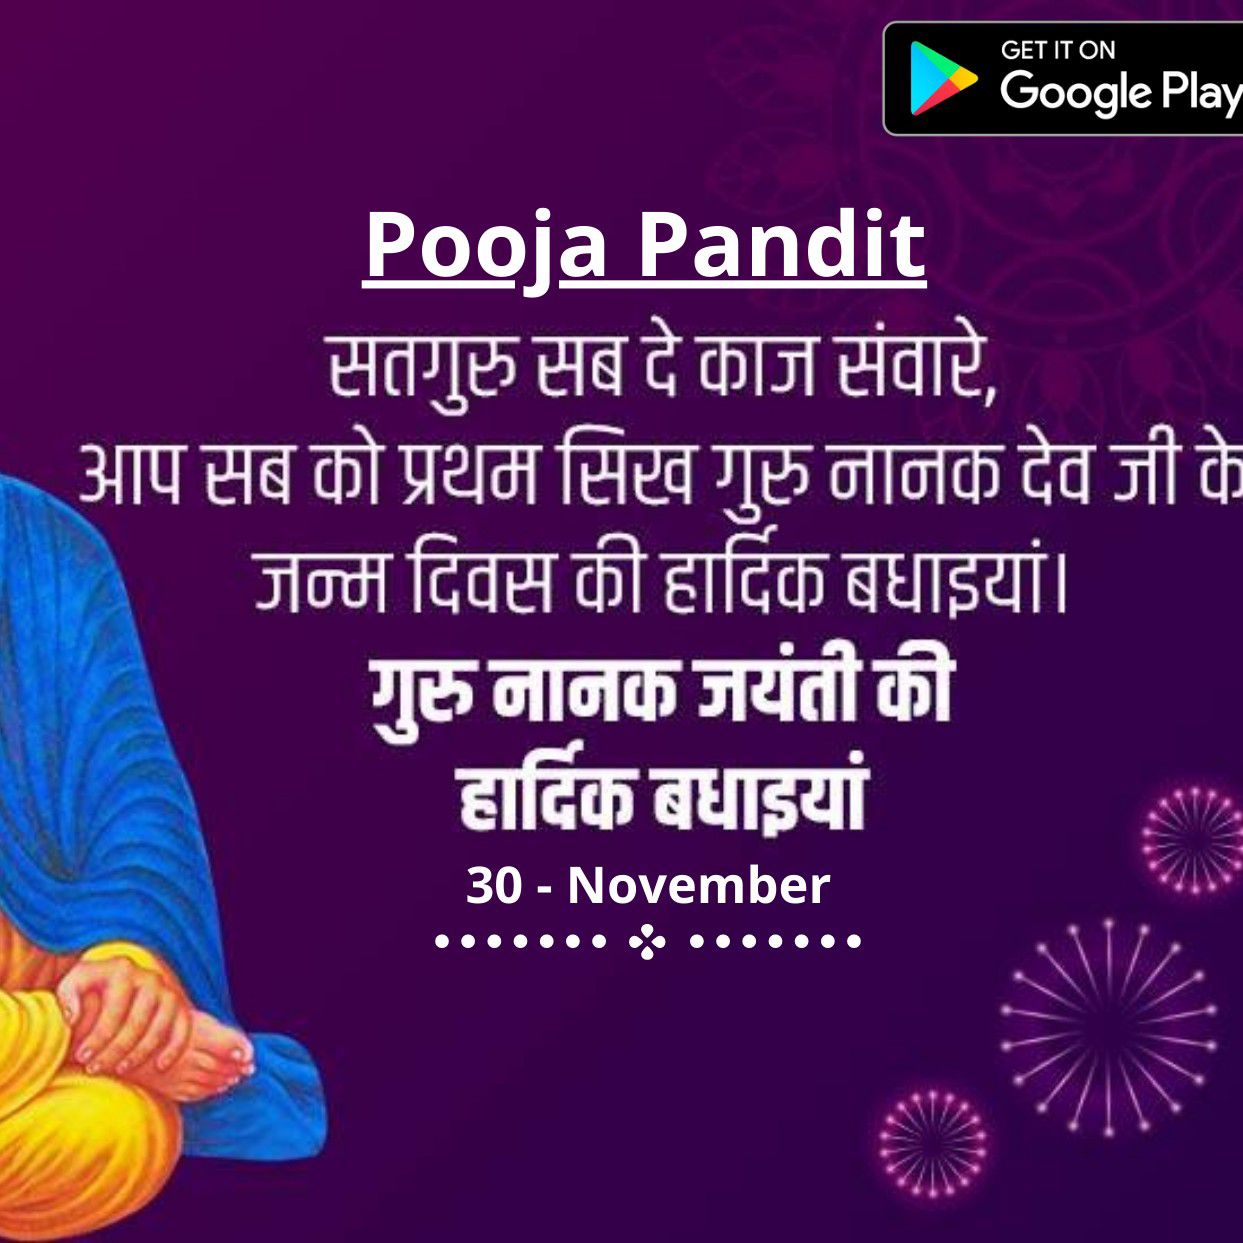 GET IT ON
Google Play
Pooja Pandit
सतगुरु सब दे काज संवारे,
आप सब को प्रथम सिख गुरु नानक देव जी के
जन्म दिवस की हार्दिक बधाइयां।
गुरु नानक जयंती की
हार्दिक बधाइयां
30 - November